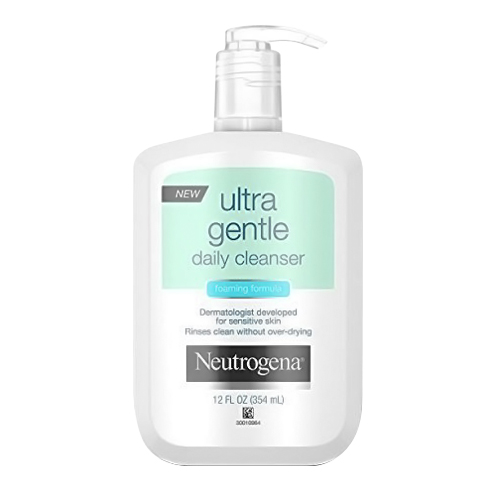 NEW
ultra
gentle
daily cleanser
foaming formula
Dermatologist developed
for sensitive skin
Rinses clean without over-drying
Neutrogena®
12 FL OZ (354 mL)
30010984